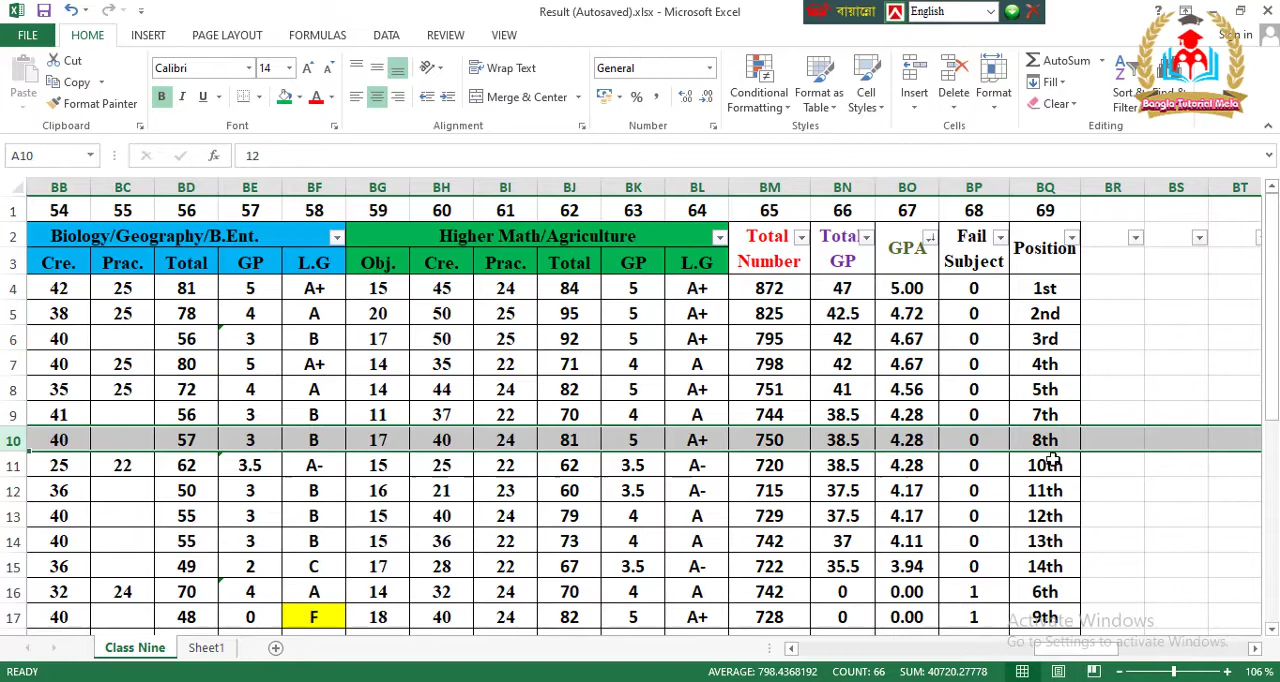 Result (Autosaved).xlsx - Microsoft Excel
বায়ান্নো
English
?
FILE
HOME
INSERT
PAGE LAYOUT
FORMULAS
DATA
REVIEW
VIEW
Sign in
Paste
Cut
Copy
Format Painter
Clipboard
Calibri
14
B I U
Font
Wrap Text
Merge & Center
Alignment
General
Number
Conditional Formatting
Format as Table
Cell Styles
Styles
Insert
Delete
Format
Cells
AutoSum
Fill
Clear
Editing
Bangla Tutorial Mela
A10
12
BB BC BD BE BF BG BH BI BJ BK BL BM BN BO BP BQ BR BS BT
1 54 55 56 57 58 59 60 61 62 63 64 65 66 67 68 69
2 Biology/Geography/B.Ent. Higher Math/Agriculture Total Number Total GP GPA Fail Subject Position
3 Cre. Prac. Total GP L.G Obj. Cre. Prac. Total GP L.G
4 42 25 81 5 A+ 15 45 24 84 5 A+ 872 47 5.00 0 1st
5 38 25 78 4 A 20 50 25 95 5 A+ 825 42.5 4.72 0 2nd
6 40 56 3 B 17 50 25 92 5 A+ 795 42 4.67 0 3rd
7 40 25 80 5 A+ 14 35 22 71 4 A 798 42 4.67 0 4th
8 35 25 72 4 A 14 44 24 82 5 A+ 751 41 4.56 0 5th
9 41 56 3 B 11 37 22 70 4 A 744 38.5 4.28 0 7th
10 40 57 3 B 17 40 24 81 5 A+ 750 38.5 4.28 0 8th
11 25 22 62 3.5 A- 15 25 22 62 3.5 A- 720 38.5 4.28 0 10th
12 36 50 3 B 16 21 23 60 3.5 A- 715 37.5 4.17 0 11th
13 40 55 3 B 15 40 24 79 4 A 729 37.5 4.17 0 12th
14 40 55 3 B 15 36 22 73 4 A 742 37 4.11 0 13th
15 36 49 2 C 17 28 22 67 3.5 A- 722 35.5 3.94 0 14th
16 32 24 70 4 A 14 32 24 70 4 A 742 0 0.00 1 6th
17 40 48 0 F 18 40 24 82 5 A+ 728 0 0.00 1 9th
Activate Windows
Go to Settings to activate Windows.
Class Nine
Sheet1
READY
AVERAGE: 798.4368192 COUNT: 66 SUM: 40720.27778
106 %